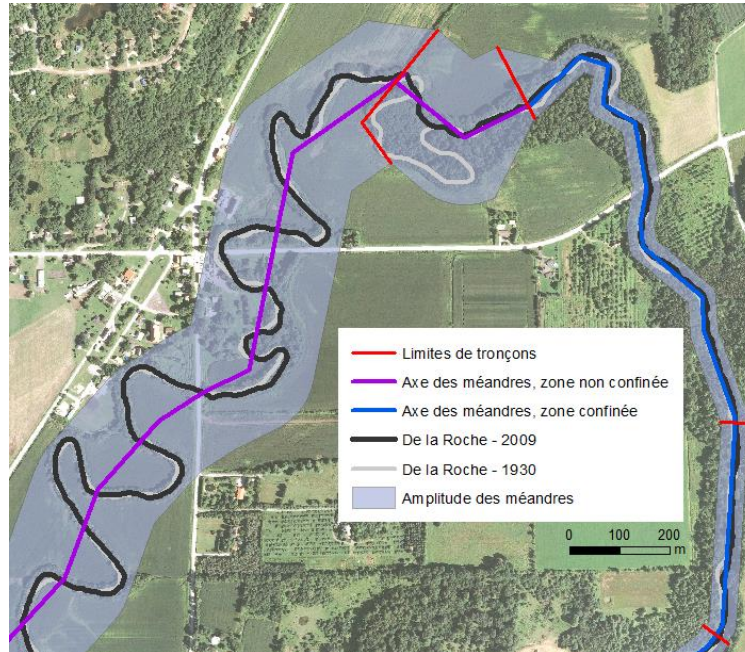 Limites de tronçons
Axe des méandres, zone non confinée
Axe des méandres, zone confinée
De la Roche - 2009
De la Roche - 1930
Amplitude des méandres
0 100 200
m